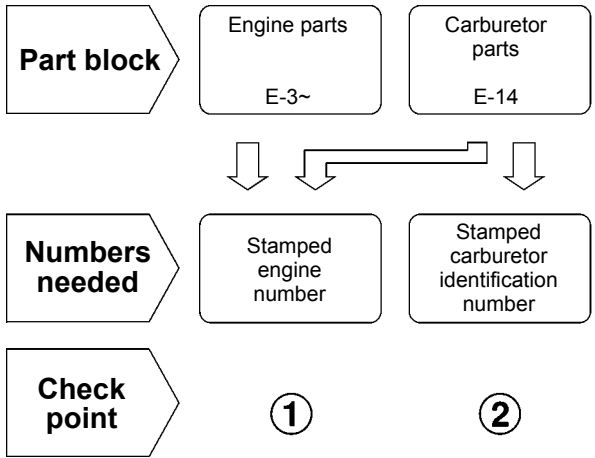 Part block
Engine parts
E-3~
Carburetor
parts
E-14
Numbers
needed
Stamped
engine
number
Stamped
carburetor
identification
number
Check
point
①
②